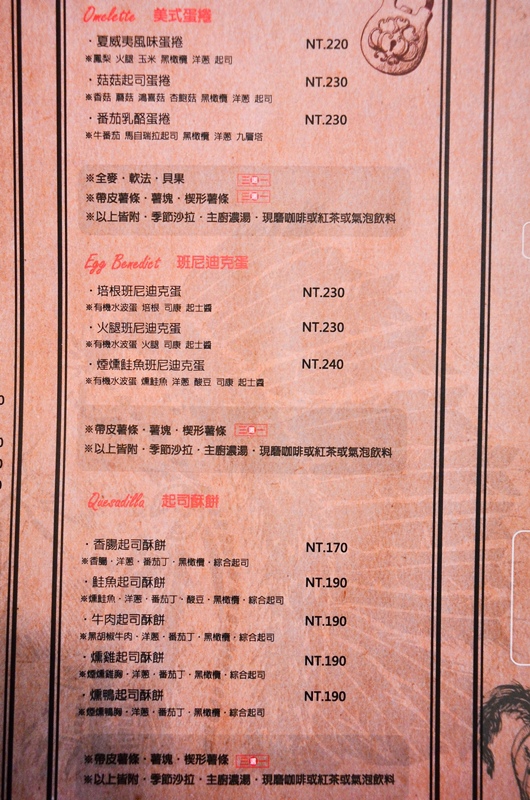 Omelette 美式蛋捲
·夏威夷風味蛋捲 NT.220
※鳳梨 火腿 玉米 黑橄欖 洋蔥 起司
·菇菇起司蛋捲 NT.230
※香菇 蘑菇 鴻喜菇 杏鮑菇 黑橄欖 洋蔥 起司
·番茄乳酪蛋捲 NT.230
※牛番茄 馬自瑞拉起司 黑橄欖 洋蔥 九層塔
※全麥·軟法·貝果 三選一
※帶皮薯條·薯塊·楔形薯條 三選一
※以上皆附·季節沙拉·主廚濃湯·現磨咖啡或紅茶或氣泡飲料
Egg Benedict 班尼迪克蛋
·培根班尼迪克蛋 NT.230
※有機水波蛋 培根 司康 起士醬
·火腿班尼迪克蛋 NT.230
※有機水波蛋 火腿 司康 起士醬
·煙燻鮭魚班尼迪克蛋 NT.240
※有機水波蛋 燻鮭魚 洋蔥 酸豆 司康 起士醬
※帶皮薯條·薯塊·楔形薯條 三選一
※以上皆附·季節沙拉·主廚濃湯·現磨咖啡或紅茶或氣泡飲料
Quesadilla 起司酥餅
·香腸起司酥餅 NT.170
※香腸·洋蔥·番茄丁·黑橄欖·綜合起司
·鮭魚起司酥餅 NT.190
※燻鮭魚·洋蔥·番茄丁、酸豆·黑橄欖·綜合起司
·牛肉起司酥餅 NT.190
※黑胡椒牛肉·洋蔥·番茄丁·黑橄欖·綜合起司
·燻雞起司酥餅 NT.190
※煙燻雞胸·洋蔥·番茄丁·黑橄欖·綜合起司
·燻鴨起司酥餅 NT.190
※煙燻鴨胸·洋蔥·番茄丁·黑橄欖·綜合起司
※帶皮薯條·薯塊·楔形薯條 三選一
※以上皆附·季節沙拉·主廚濃湯·現磨咖啡或紅茶或氣泡飲料